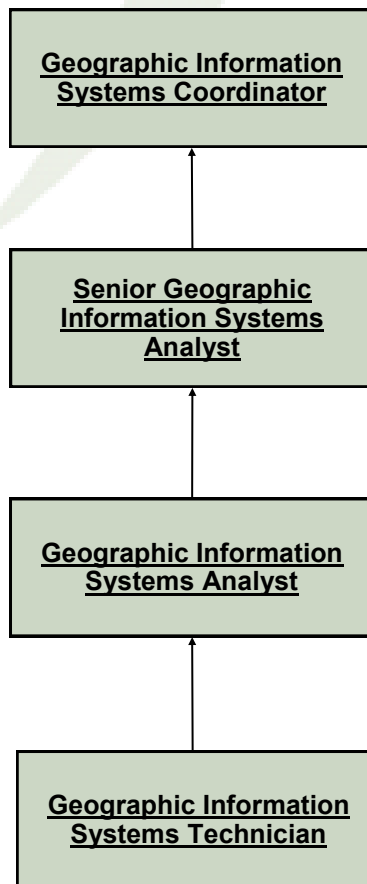 Geographic Information
Systems Coordinator
Senior Geographic
Information Systems
Analyst
Geographic Information
Systems Analyst
Geographic Information
Systems Technician